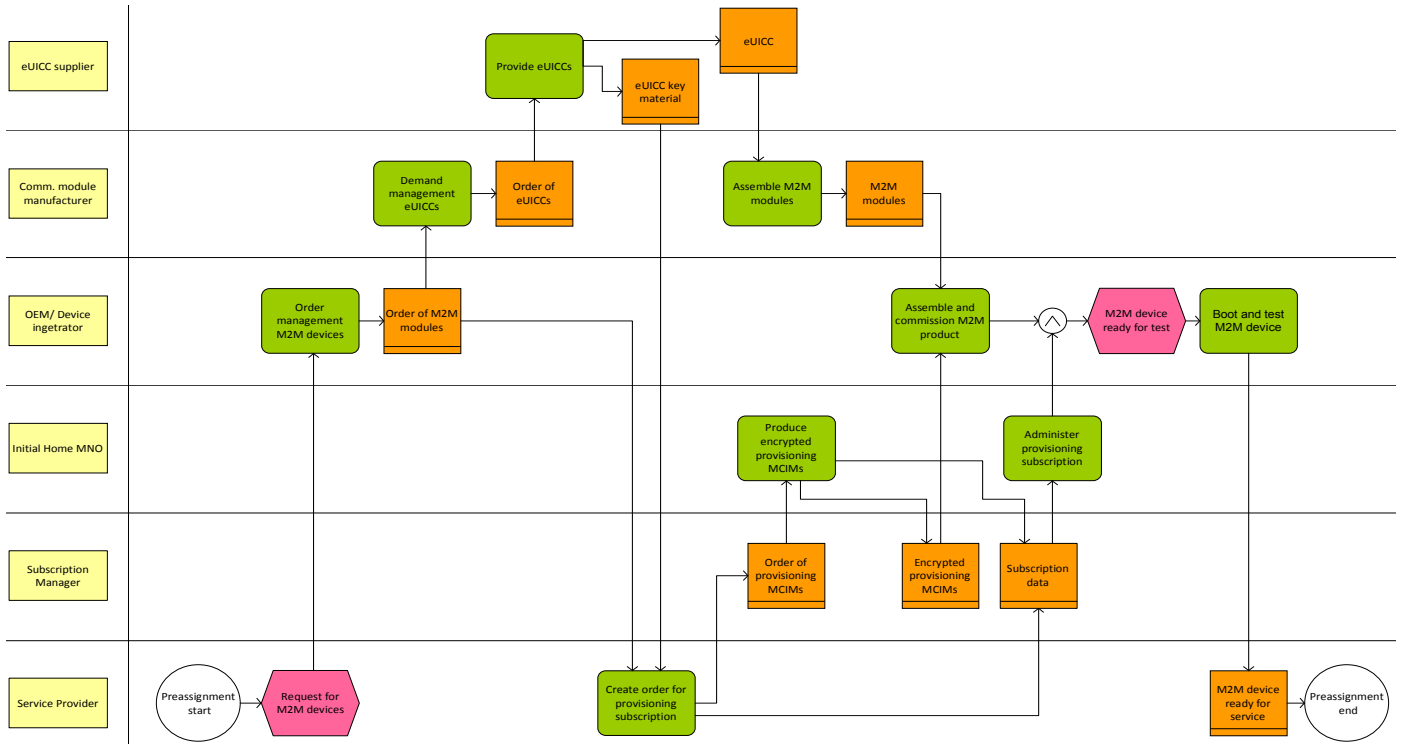 eUICC supplier
Provide eUICCs
eUICC key
material
eUICC
Comm. module
manufacturer
Demand
management
eUICCs
Order of
eUICCs
Assemble M2M
modules
M2M
modules
OEM/ Device
ingetrator
Order
management
M2M devices
Order of M2M
modules
Assemble and
commission M2M
product
M2M device
ready for test
Boot and test
M2M device
Initial Home MNO
Produce
encrypted
provisioning
MCIMs
Administer
provisioning
subscription
Subscription
Manager
Order of
provisioning
MCIMs
Encrypted
provisioning
MCIMs
Subscription
data
Service Provider
Preassignment
start
Request for
M2M devices
Create order for
provisioning
subscription
M2M device
ready for
service
Preassignment
end